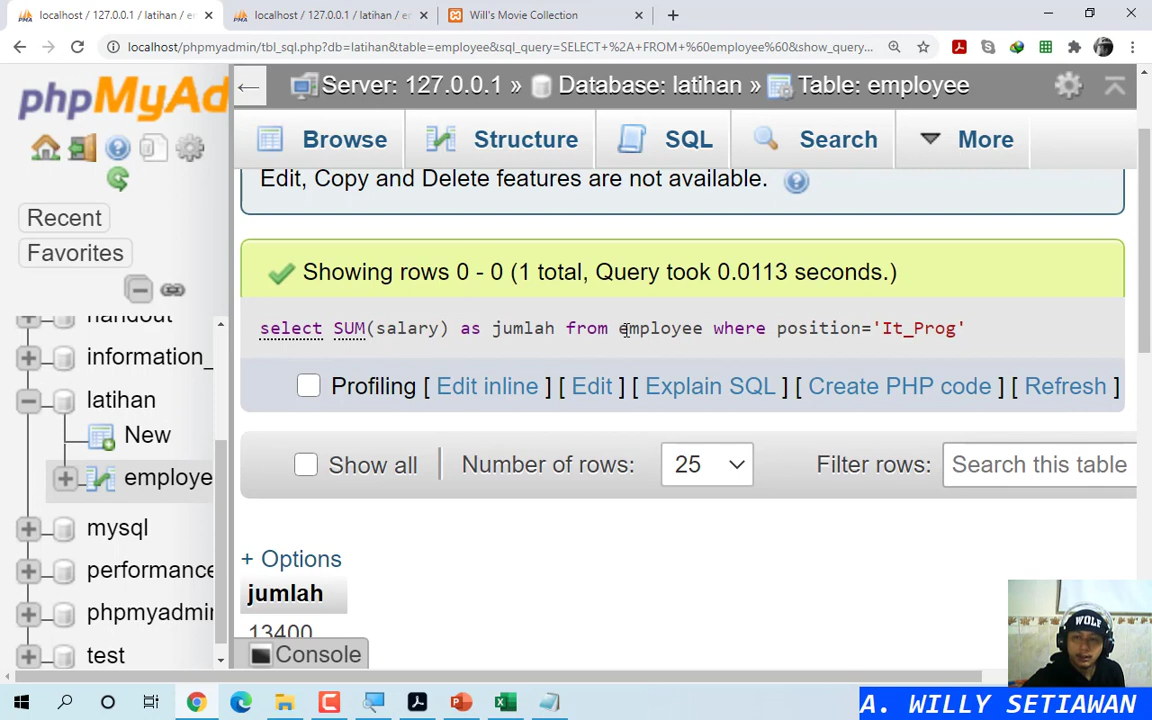 localhost / 127.0.0.1 / latihan / e
localhost / 127.0.0.1 / latihan / e
Will's Movie Collection
localhost/phpmyadmin/tbl_sql.php?db=latihan&table=employee&sql_query=SELECT+%2A+FROM+%60employee%60&show_query...
phpMyAd
Server: 127.0.0.1 » Database: latihan » Table: employee
Browse Structure SQL Search More
Edit, Copy and Delete features are not available.
Recent
Favorites
Showing rows 0 - 0 (1 total, Query took 0.0113 seconds.)
select SUM(salary) as jumlah from employee where position='It_Prog'
Profiling [ Edit inline ] [ Edit ] [ Explain SQL ] [ Create PHP code ] [ Refresh ]
handout
information_
latihan
New
employe
mysql
performance
phpmyadmin
test
Show all Number of rows: 25 Filter rows: Search this table
+ Options
jumlah
13400
Console
WOLF
A. WILLY SETIAWAN